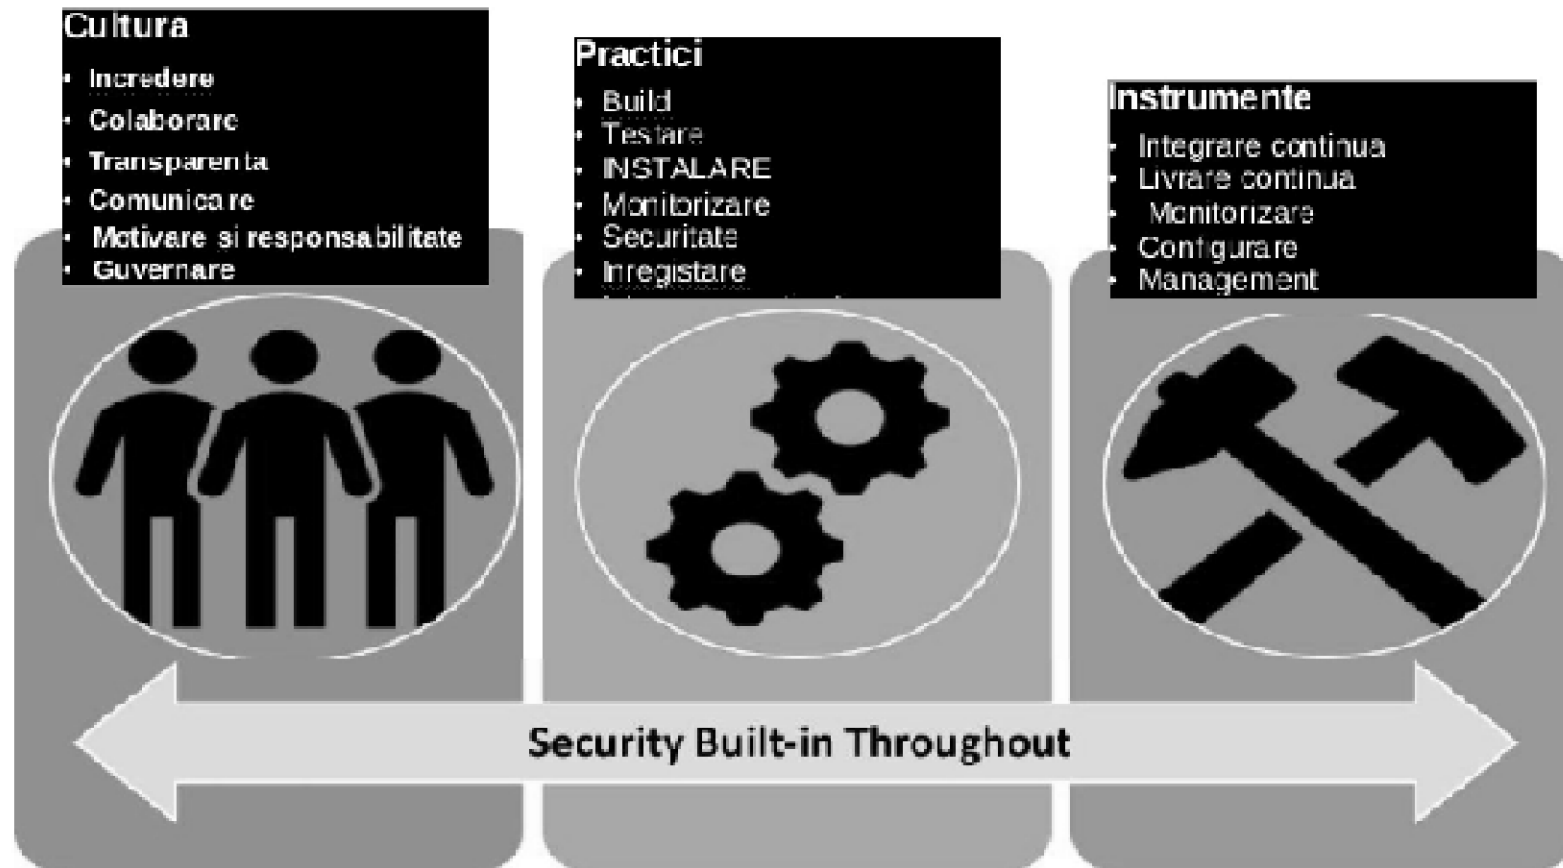 Cultura
• Incredere
• Colaborare
• Transparenta
• Comunicare
• Motivare si responsabilitate
• Guvernare
Practici
• Build
• Testare
• INSTALARE
• Monitorizare
• Securitate
• Inregistare
Instrumente
• Integrare continua
• Livrare continua
• Monitorizare
• Configurare
• Management
Security Built-in Throughout